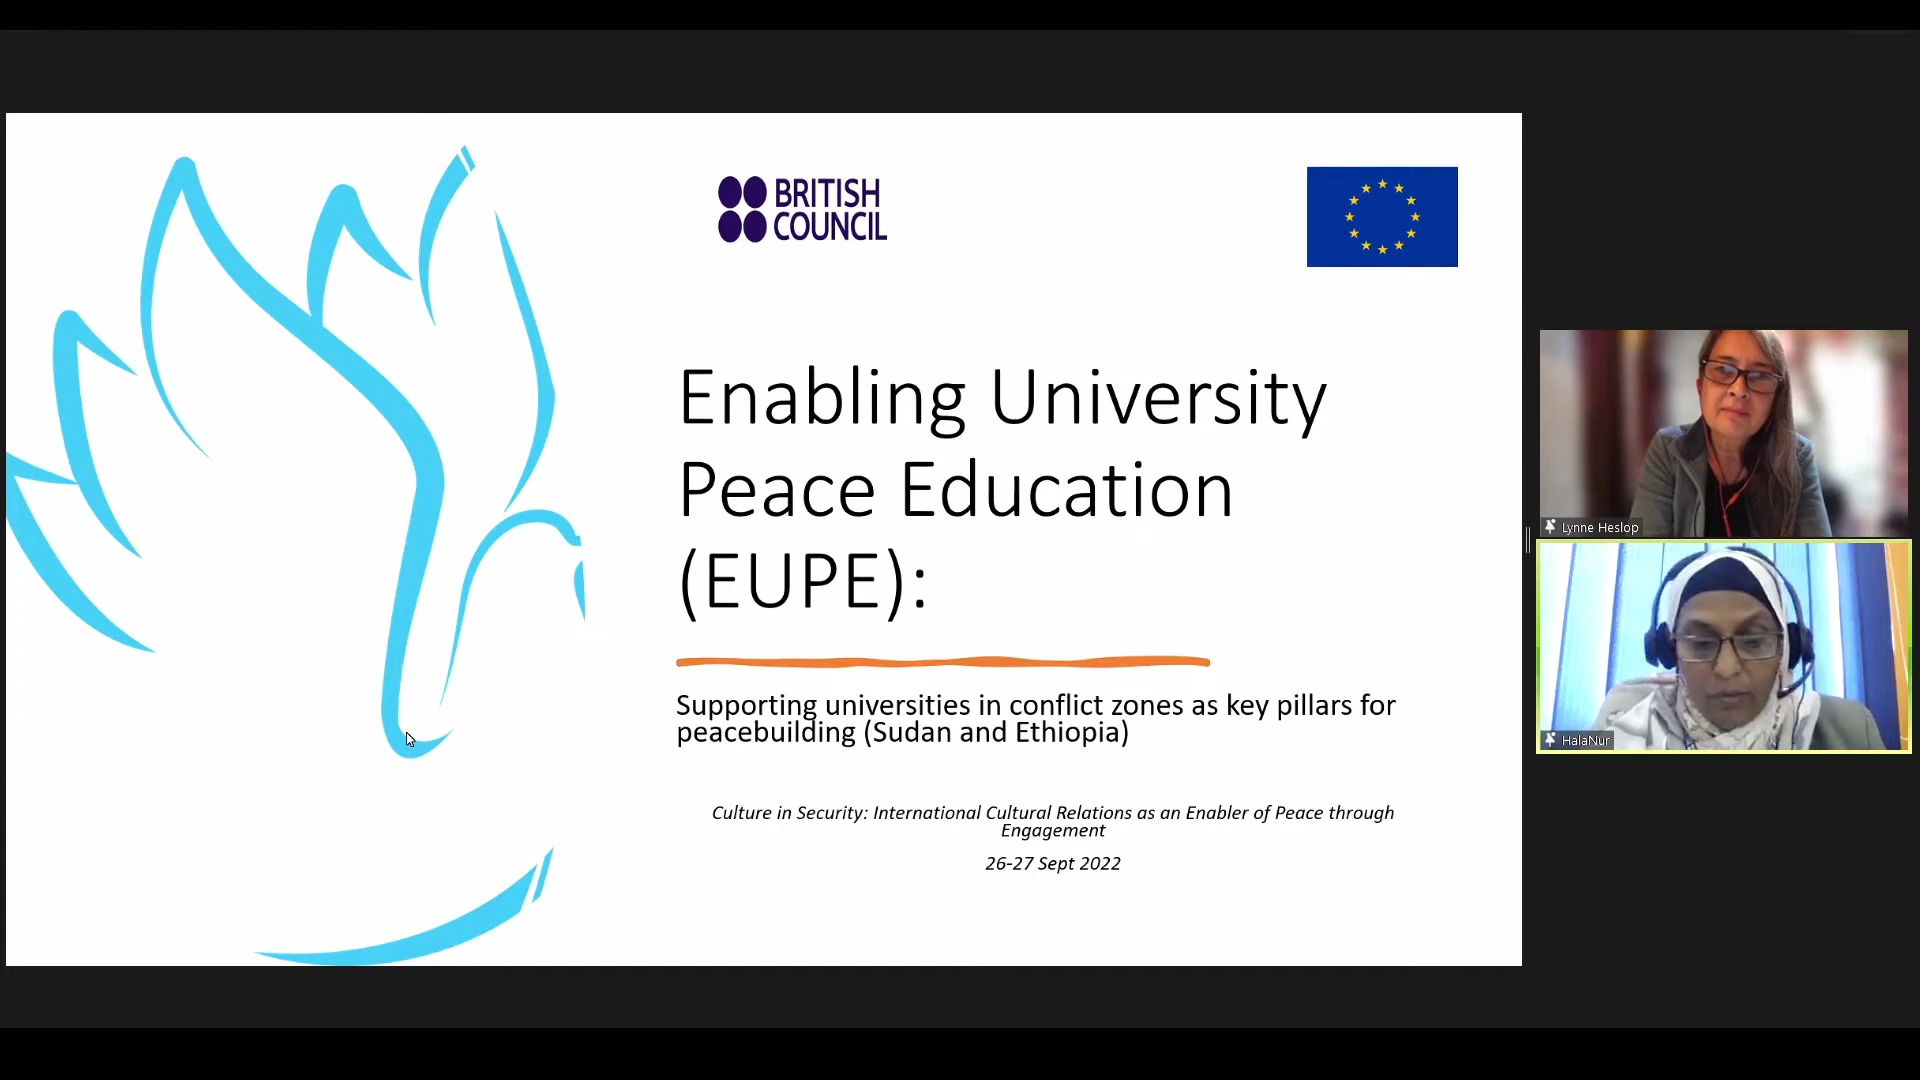 BRITISH
COUNCIL
Enabling University
Peace Education
(EUPE):
Supporting universities in conflict zones as key pillars for
peacebuilding (Sudan and Ethiopia)
Culture in Security: International Cultural Relations as an Enabler of Peace through
Engagement
26-27 Sept 2022
Lynne Heslop
HalaNur